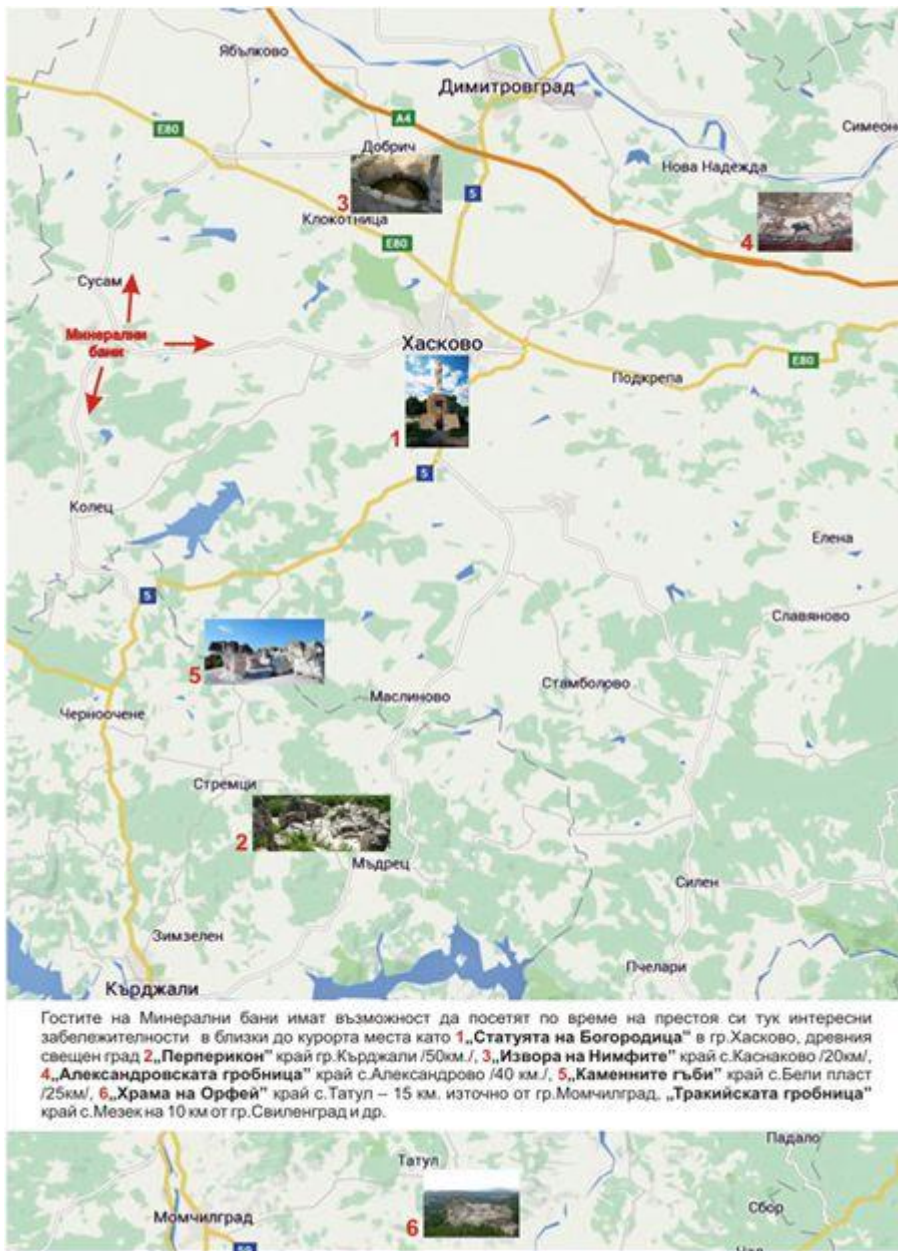 Ябълково
Димитровград
A4
E80
Добрич
Симеоно
Нова Надежда
5
3
Клокотница
4
E80
Сусам
Минерални
бани
Хасково
E80
Подкрепа
1
5
Колец
Елена
5
Славяново
5
Стамболово
Маслиново
Черноочене
Стремци
2
Мъдрец
Силен
Зимзелен
Пчелари
Кърджали
Гостите на Минерални бани имат възможност да посетят по време на престоя си тук интересни
забележителности в близки до курорта места като 1„Статуята на Богородица" в гр.Хасково, древния
свещен град 2„Перперикон" край гр.Кърджали /50км./, 3„Извора на Нимфите" край с.Каснаково /20км/,
4„Александровската гробница" край с.Александрово /40 км./, 5„Каменните гъби" край с.Бели пласт
/25км/, 6„Храма на Орфей" край с.Татул – 15 км. източно от гр.Момчилград, „Тракийската гробница"
край с.Мезек на 10 км от гр.Свиленград и др.
Падало
Татул
Сбор
Момчилград
6